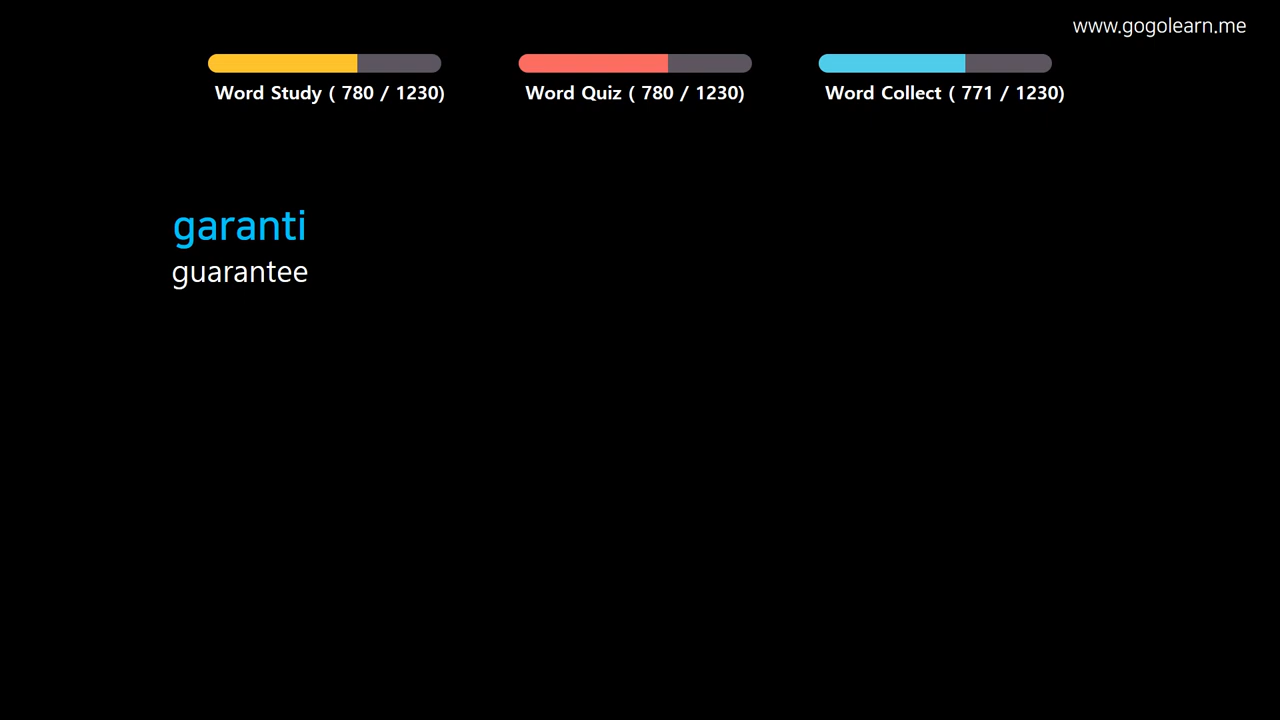 www.gogolearn.me
Word Study ( 780 / 1230)
Word Quiz ( 780 / 1230)
Word Collect ( 771 / 1230)
garanti
guarantee